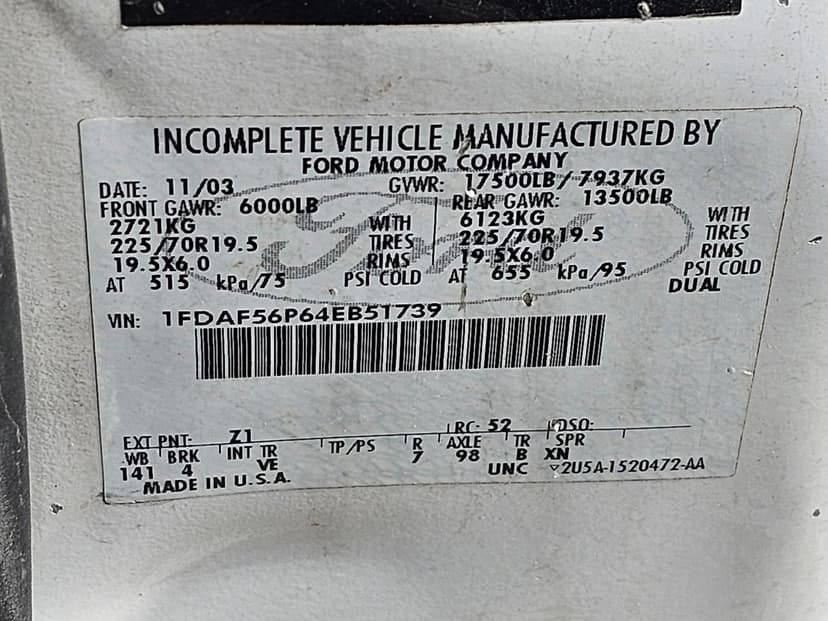 INCOMPLETE VEHICLE MANUFACTURED BY
FORD MOTOR COMPANY
DATE: 11/03 GVWR: 17500LB/ 7937KG
FRONT GAWR: 6000LB REAR GAWR: 13500LB
2721KG WITH 6123KG WITH
225/70R19.5 TIRES 225/70R19.5 TIRES
19.5X6.0 RIMS 19.5X6.0 RIMS
AT 515 kPa/75 PSI COLD AT 655 kPa/95 PSI COLD
DUAL
Ford
VIN: 1FDAF56P64EB51739
EXT PNT: Z1 RC: 52 DSO:
WB BRK INT TR TP/PS R AXLE TR SPR
141 4 VE 7 98 B XN
MADE IN U.S.A. UNC ▽2U5A-1520472-AA